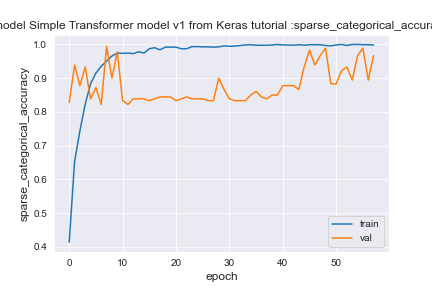 model Simple Transformer model v1 from Keras tutorial :sparse_categorical_accura
sparse_categorical_accuracy
1.0
0.9
0.8
0.7
0.6
0.5
0.4
0
10
20
30
40
50
epoch
train
val